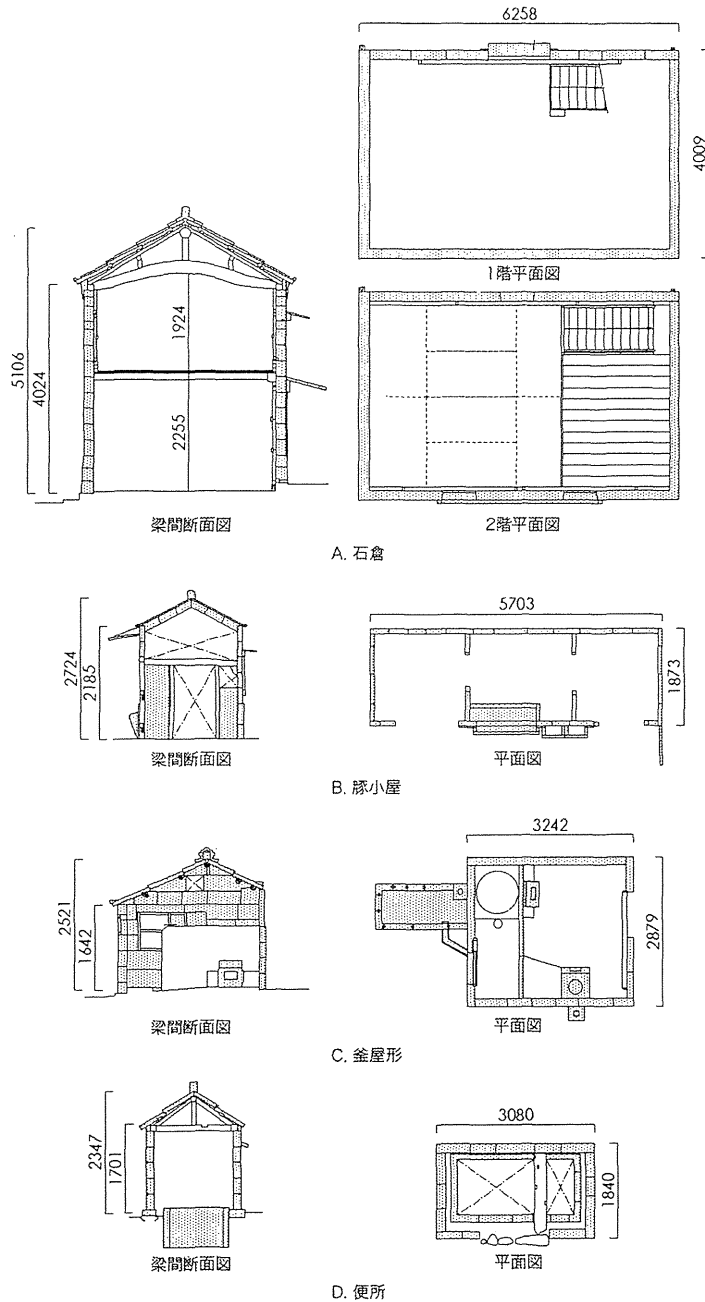 6258
4009
1階平面図
5106
4024
1924
2255
梁間断面図
2階平面図
A. 石倉
2724
2185
梁間断面図
5703
1873
平面図
B. 豚小屋
2521
1642
梁間断面図
3242
2879
平面図
C. 釜屋形
2347
1701
梁間断面図
3080
1840
平面図
D. 便所